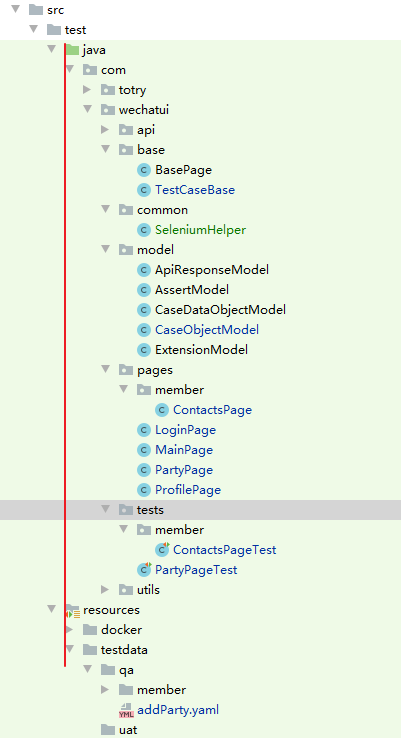 src
test
java
com
totry
wechatui
api
base
BasePage
TestCaseBase
common
SeleniumHelper
model
ApiResponseModel
AssertModel
CaseDataObjectModel
CaseObjectModel
ExtensionModel
pages
member
ContactsPage
LoginPage
MainPage
PartyPage
ProfilePage
tests
member
ContactsPageTest
PartyPageTest
utils
resources
docker
testdata
qa
member
addParty.yaml
uat